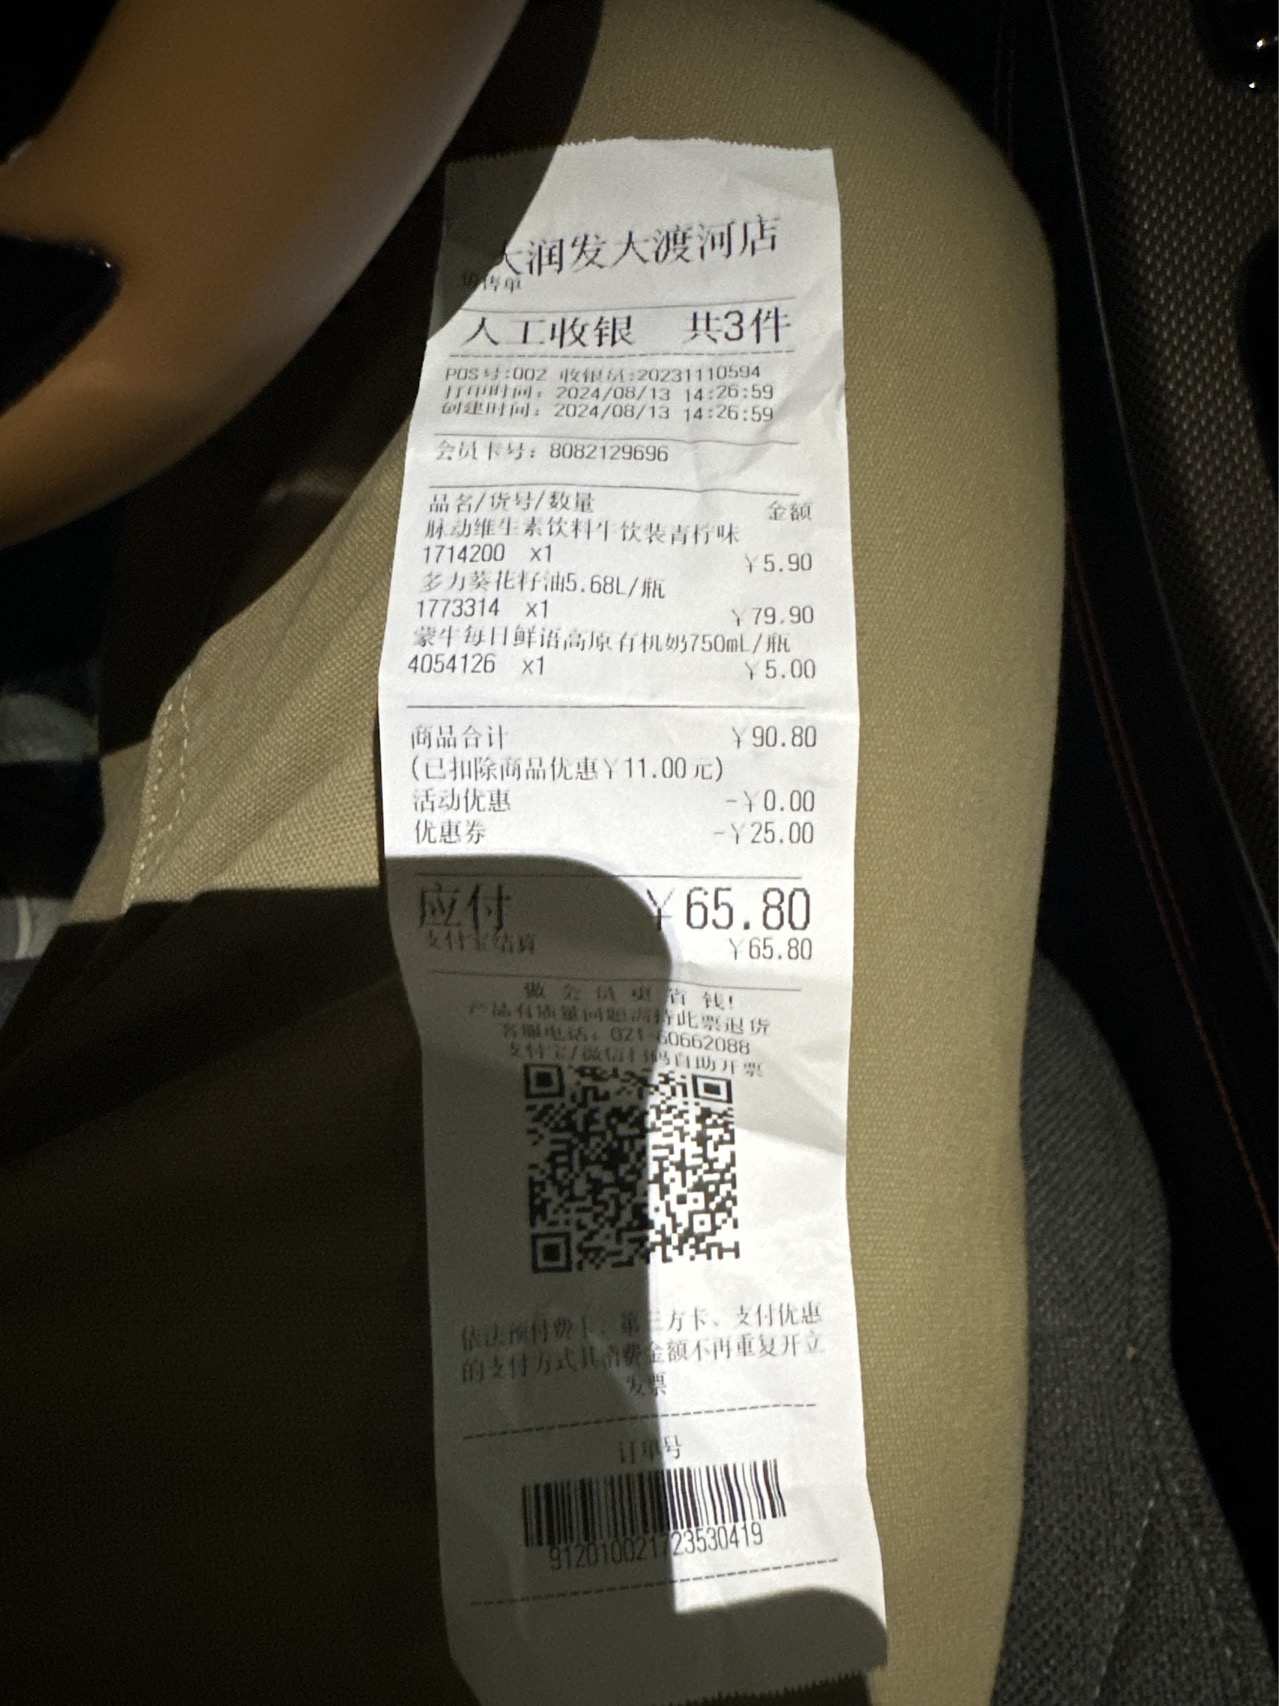 大润发大渡河店
销售单
人工收银 共3件
POS号:002 收银员:20231110594
打印时间: 2024/08/13 14:26:59
创建时间: 2024/08/13 14:26:59
会员卡号: 8082129696
品名/货号/数量 金额
脉动维生素饮料牛饮装青柠味
1714200 x1 ￥5.90
多力葵花籽油5.68L/瓶
1773314 x1 ￥79.90
蒙牛每日鲜语高原有机奶750mL/瓶
4054126 x1 ￥5.00
商品合计 ￥90.80
(已扣除商品优惠￥11.00元)
活动优惠 -￥0.00
优惠券 -￥25.00
应付 ￥65.80
支付宝结算 ￥65.80
做会员更省钱!
产品有质量问题需持此票退货
客服电话: 021-60662088
支付宝/微信扫码自助开票
依法预付费卡、第三方卡、支付优惠
的支付方式其消费金额不再重复开立
发票
订单号
912010021723530419